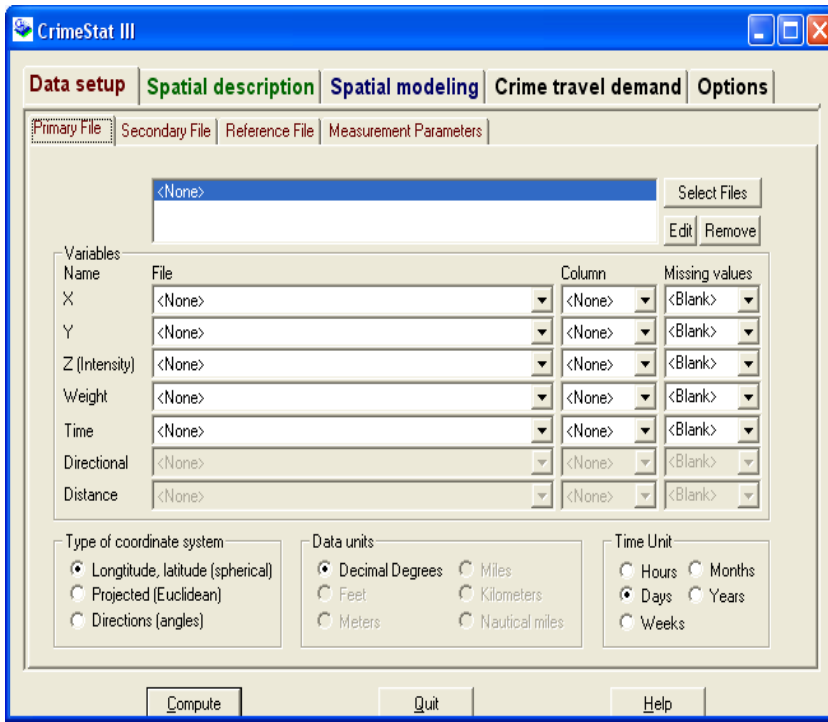 CrimeStat III
Data setup Spatial description Spatial modeling Crime travel demand Options
Primary File Secondary File Reference File Measurement Parameters
<None> Select Files
Edit Remove
Variables
Name File Column Missing values
X <None> <None> <Blank>
Y <None> <None> <Blank>
Z (Intensity) <None> <None> <Blank>
Weight <None> <None> <Blank>
Time <None> <None> <Blank>
Directional <None> <None> <Blank>
Distance <None> <None> <Blank>
Type of coordinate system Data units Time Unit
Longtitude, latitude (spherical) Decimal Degrees Miles Hours Months
Projected (Euclidean) Feet Kilometers Days Years
Directions (angles) Meters Nautical miles Weeks
Compute Quit Help